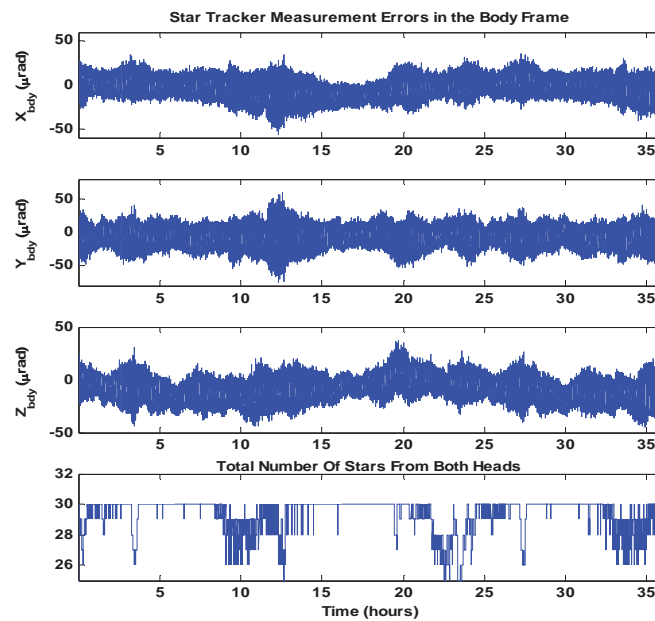 Star Tracker Measurement Errors in the Body Frame
50
0
-50
X_bdy (μrad)
5 10 15 20 25 30 35
50
0
-50
Y_bdy (μrad)
5 10 15 20 25 30 35
50
0
-50
Z_bdy (μrad)
5 10 15 20 25 30 35
Total Number Of Stars From Both Heads
32
30
28
26
5 10 15 20 25 30 35
Time (hours)